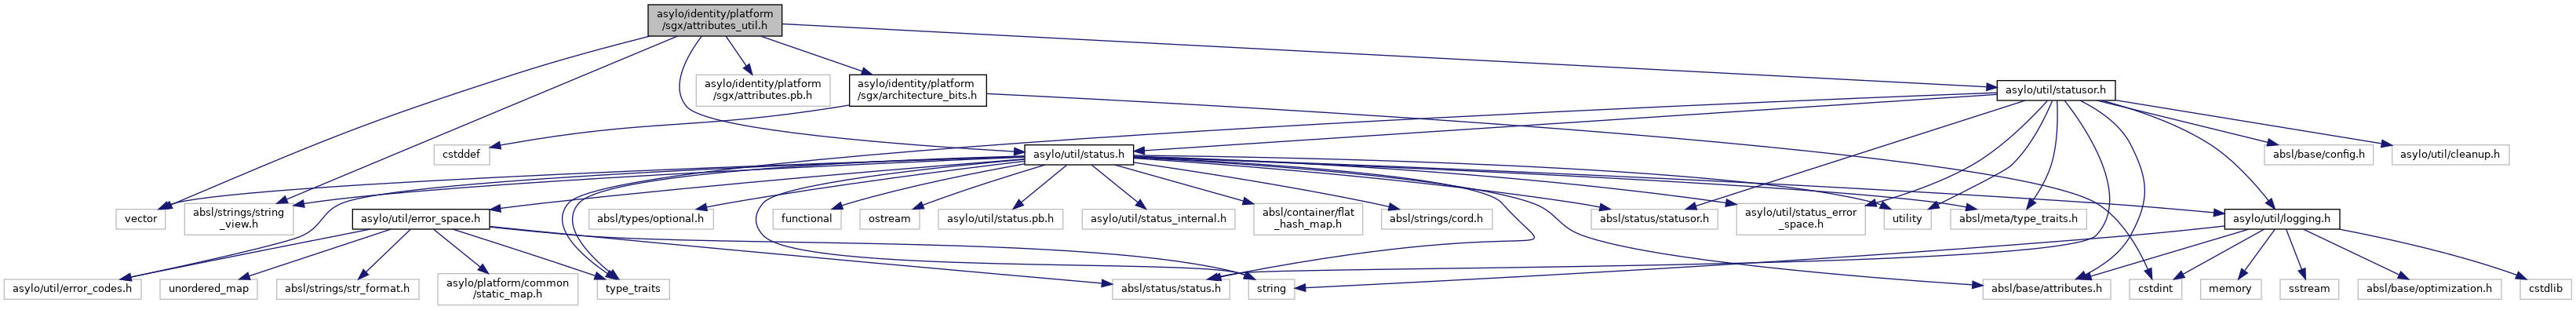 asylo/identity/platform
/sgx/attributes_util.h
asylo/identity/platform
/sgx/attributes.pb.h
asylo/identity/platform
/sgx/architecture_bits.h
asylo/util/statusor.h
cstddef
asylo/util/status.h
absl/base/config.h
asylo/util/cleanup.h
vector
absl/strings/string
_view.h
asylo/util/error_space.h
absl/types/optional.h
functional
ostream
asylo/util/status.pb.h
asylo/util/status_internal.h
absl/container/flat
_hash_map.h
absl/strings/cord.h
absl/status/statusor.h
asylo/util/status_error
_space.h
utility
absl/meta/type_traits.h
asylo/util/logging.h
asylo/util/error_codes.h
unordered_map
absl/strings/str_format.h
asylo/platform/common
/static_map.h
type_traits
absl/status/status.h
string
absl/base/attributes.h
cstdint
memory
sstream
absl/base/optimization.h
cstdlib